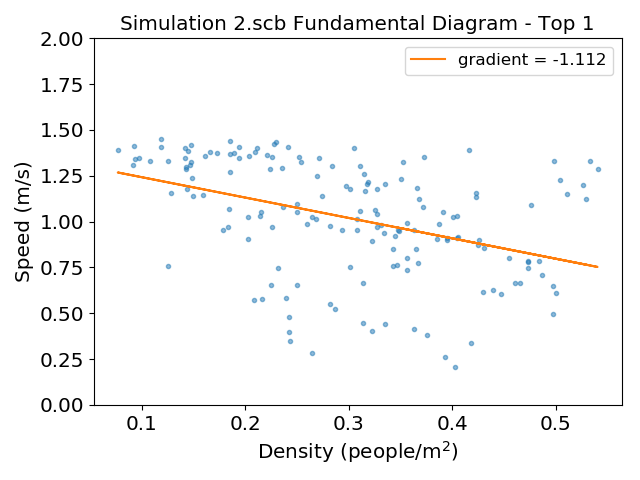 Simulation 2.scb Fundamental Diagram - Top 1
gradient = -1.112
Speed (m/s)
2.00
1.75
1.50
1.25
1.00
0.75
0.50
0.25
0.00
0.1 0.2 0.3 0.4 0.5
Density (people/m²)